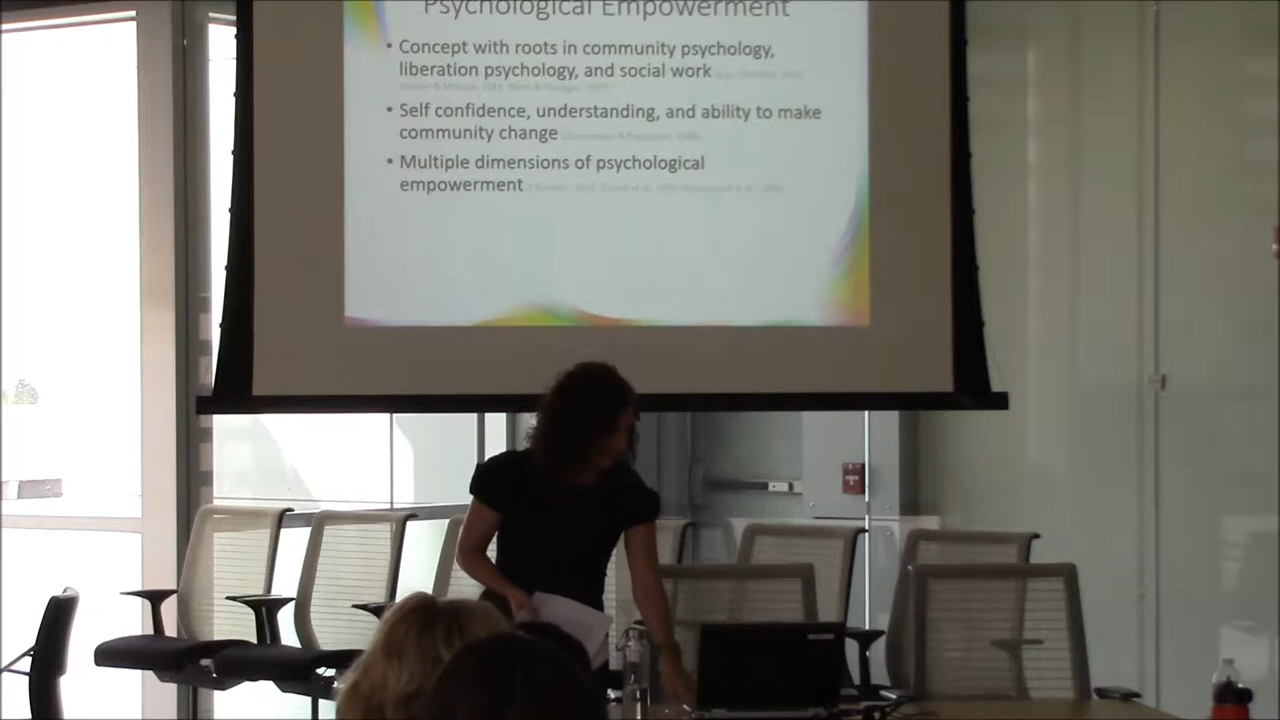 Psychological Empowerment
• Concept with roots in community psychology,
liberation psychology, and social work
• Self confidence, understanding, and ability to make
community change
• Multiple dimensions of psychological
empowerment